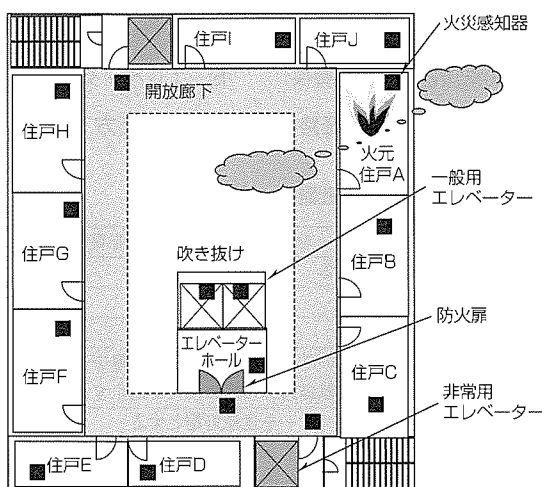 火災感知器
住戸I
住戸J
開放廊下
住戸H
火元
住戸A
一般用
エレベーター
住戸G
吹き抜け
住戸B
エレベーター
ホール
防火扉
住戸F
住戸C
非常用
エレベーター
住戸E
住戸D